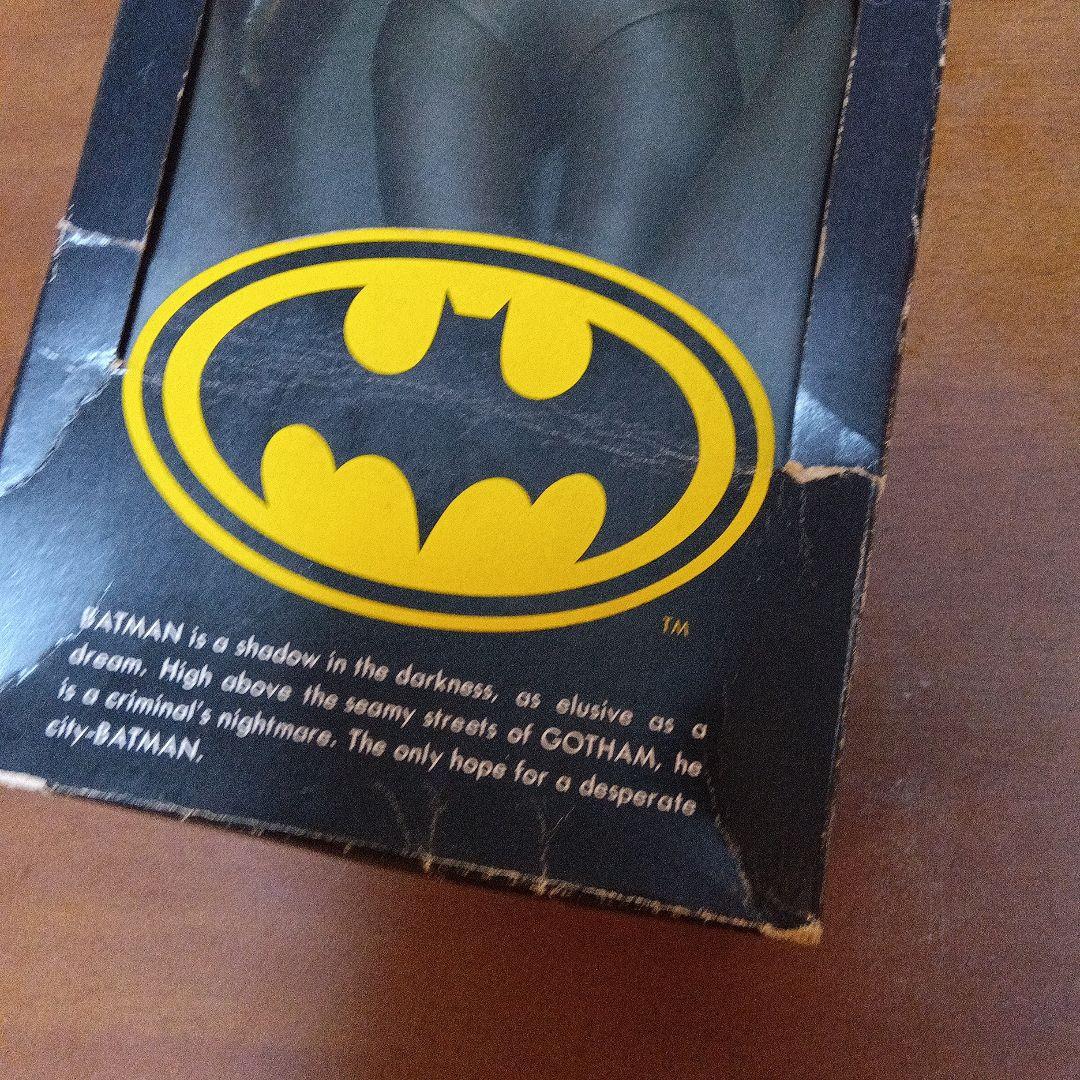 TM
BATMAN is a shadow in the darkness, as elusive as a
dream. High above the seamy streets of GOTHAM, he
is a criminal's nightmare. The only hope for a desperate
city-BATMAN.